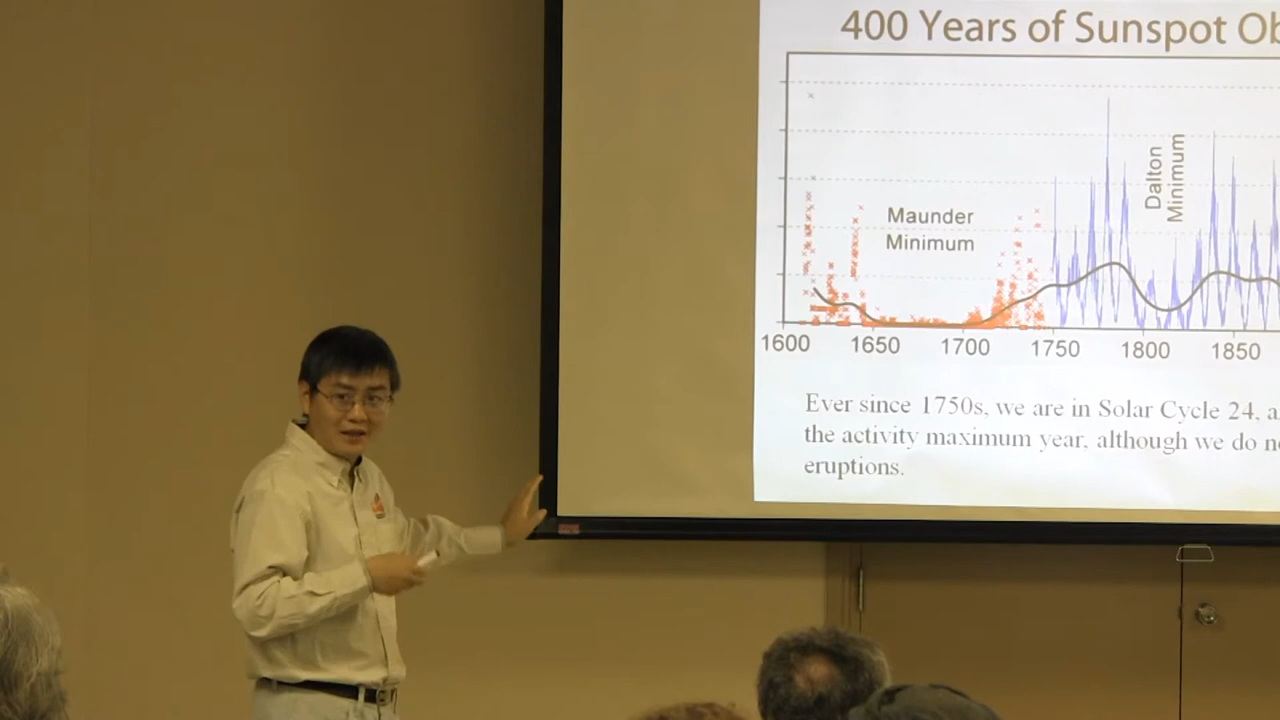 400 Years of Sunspot Ob
Maunder
Minimum
Dalton
Minimum
1600 1650 1700 1750 1800 1850
Ever since 1750s, we are in Solar Cycle 24, a
the activity maximum year, although we do n
eruptions.